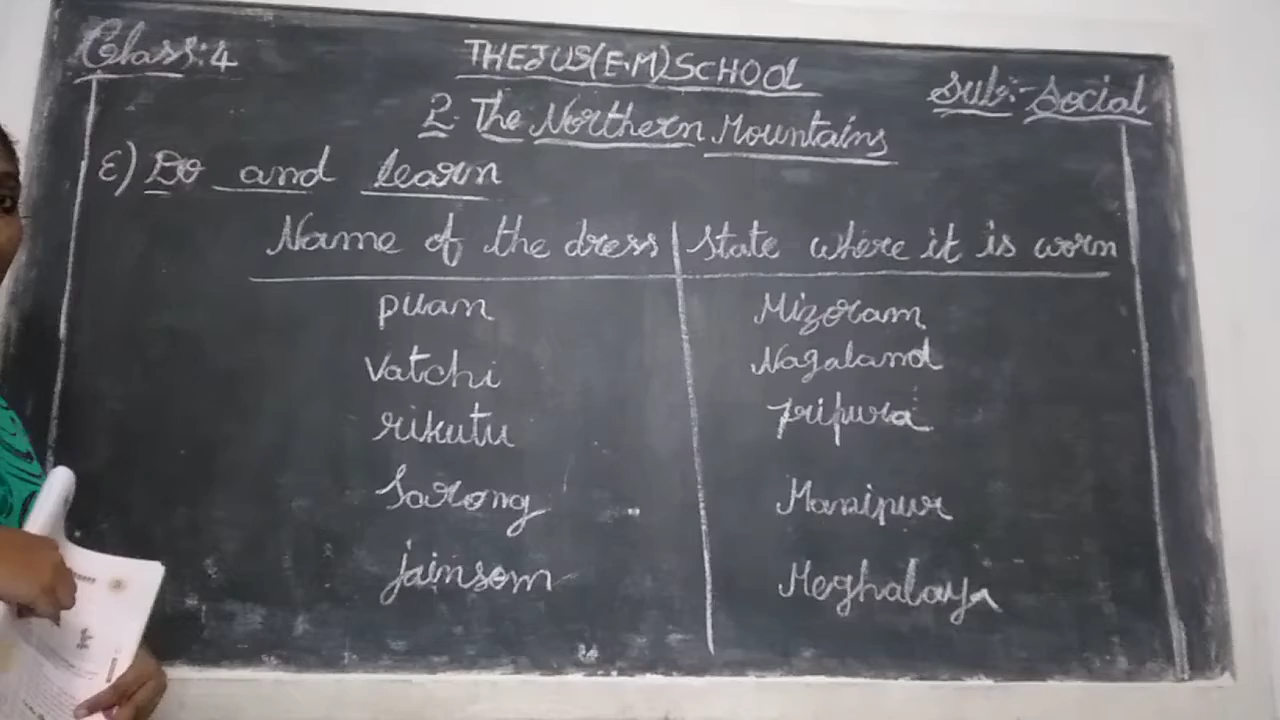 Class:4 THEJUS(E.M)SCHOOL Sub:-Social
2. The Northern Mountains
E) Do and learn
Name of the dress State where it is worn
puan Mizoram
Vatchi Nagaland
rikutu Tripura
Sarong Manipur
jainsem Meghalaya